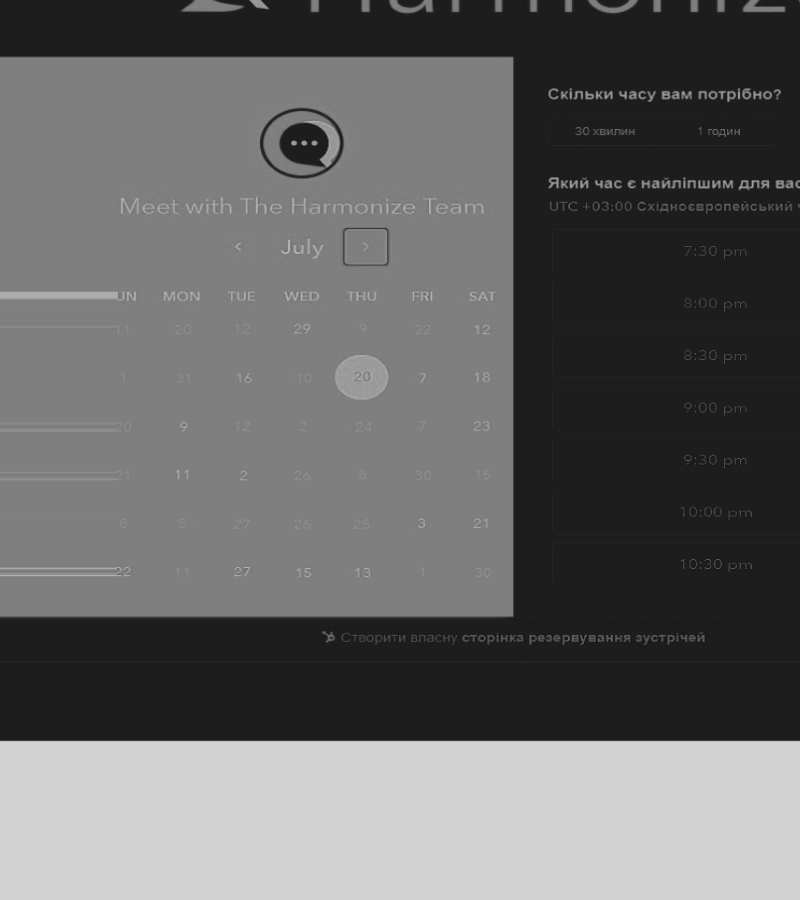 Harmonize
Meet with The Harmonize Team
July
UN MON TUE WED THU FRI SAT
11 20 12 29 9 22 12
1 31 16 10 20 7 18
20 9 12 2 24 7 23
21 11 2 26 8 30 15
8 5 27 26 25 3 21
22 11 27 15 13 1 30
Скільки часу вам потрібно?
30 хвилин 1 годин
Який час є найліпшим для вас
UTC +03:00 Східноєвропейський ч
7:30 pm
8:00 pm
8:30 pm
9:00 pm
9:30 pm
10:00 pm
10:30 pm
Створити власну сторінка резервування зустрічей